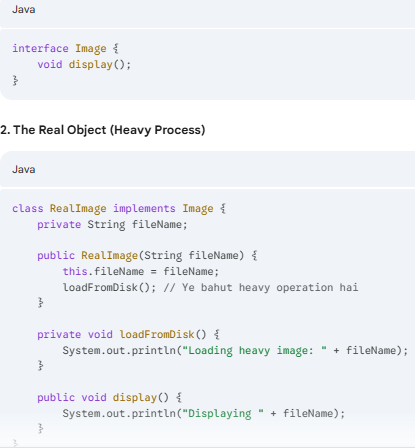 Java
interface Image {
    void display();
}
2. The Real Object (Heavy Process)
Java
class RealImage implements Image {
    private String fileName;

    public RealImage(String fileName) {
        this.fileName = fileName;
        loadFromDisk(); // Ye bahut heavy operation hai
    }

    private void loadFromDisk() {
        System.out.println("Loading heavy image: " + fileName);
    }

    public void display() {
        System.out.println("Displaying " + fileName);
    }
}